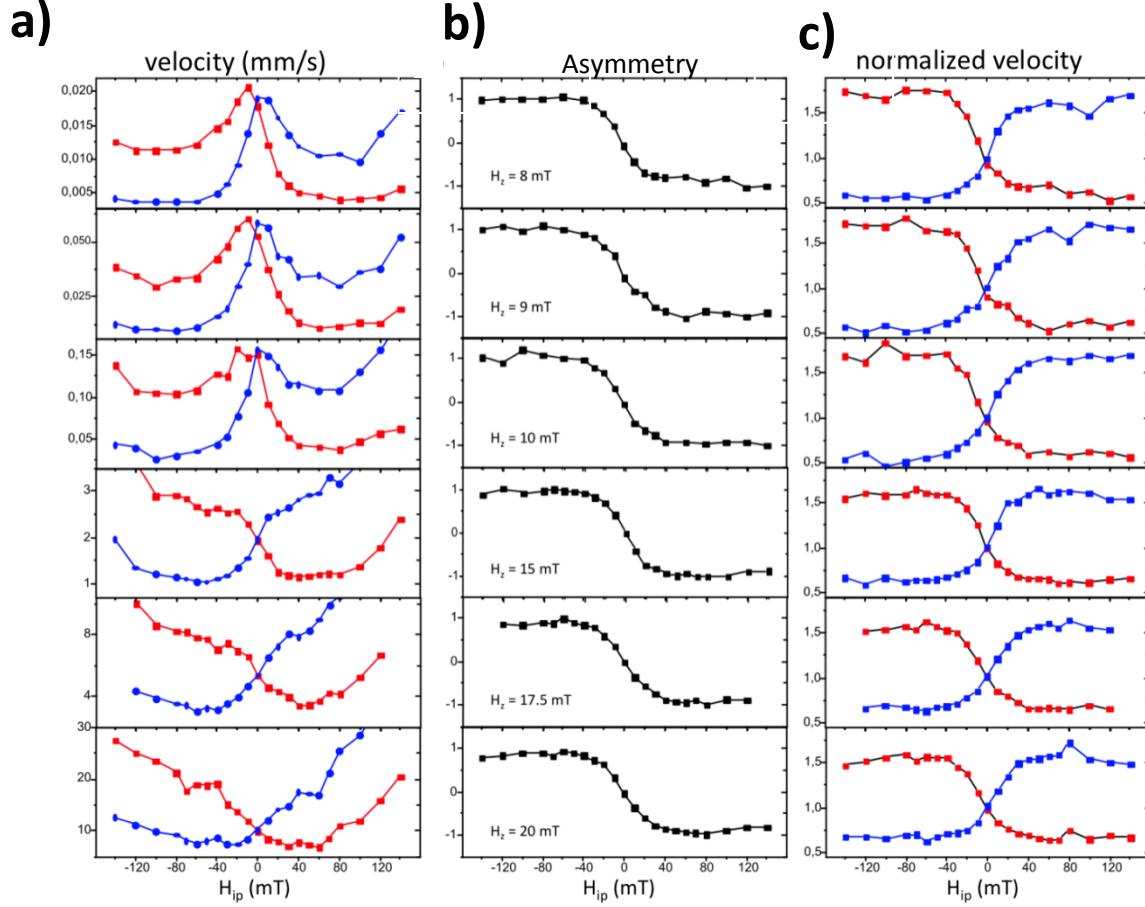 a)
b)
c)
velocity (mm/s)
Asymmetry
normalized velocity
0,020
0,015
0,010
0,005
1
0
-1
H_z = 8 mT
1,5
1,0
0,5
0,050
0,025
1
0
-1
H_z = 9 mT
1,5
1,0
0,5
0,15
0,10
0,05
1
0
-1
H_z = 10 mT
1,5
1,0
0,5
3
2
1
1
0
-1
H_z = 15 mT
1,5
1,0
0,5
8
4
1
0
-1
H_z = 17.5 mT
1,5
1,0
0,5
30
20
10
1
0
-1
H_z = 20 mT
1,5
1,0
0,5
-120 -80 -40 0 40 80 120
-120 -80 -40 0 40 80 120
-120 -80 -40 0 40 80 120
H_ip (mT)
H_ip (mT)
H_ip (mT)